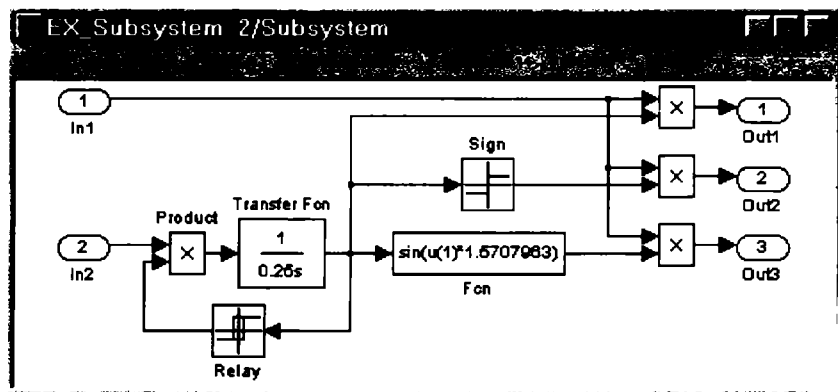 EX_Subsystem 2/Subsystem
1
In1
×
1
Out1
Sign
×
2
Out2
Product
Transfer Fcn
2
In2
×
1
0.25s
sin(u(1)*1.5707963)
Fcn
×
3
Out3
Relay